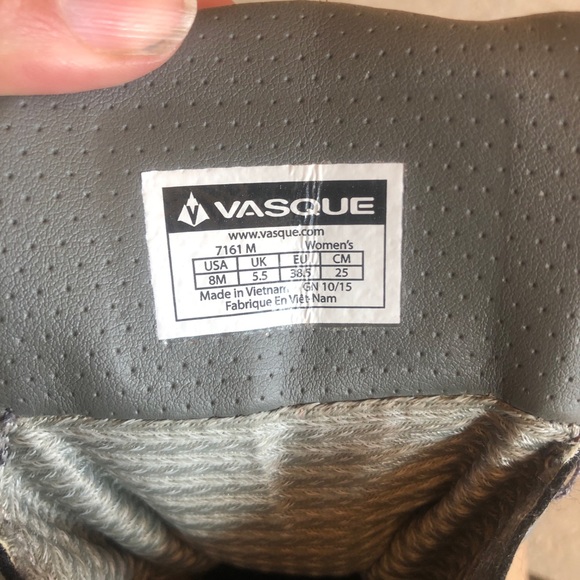 VASQUE
www.vasque.com
7161 M Women's
USA UK EU CM
8M 5.5 38.5 25
Made in Vietnam GN 10/15
Fabrique En Viet Nam